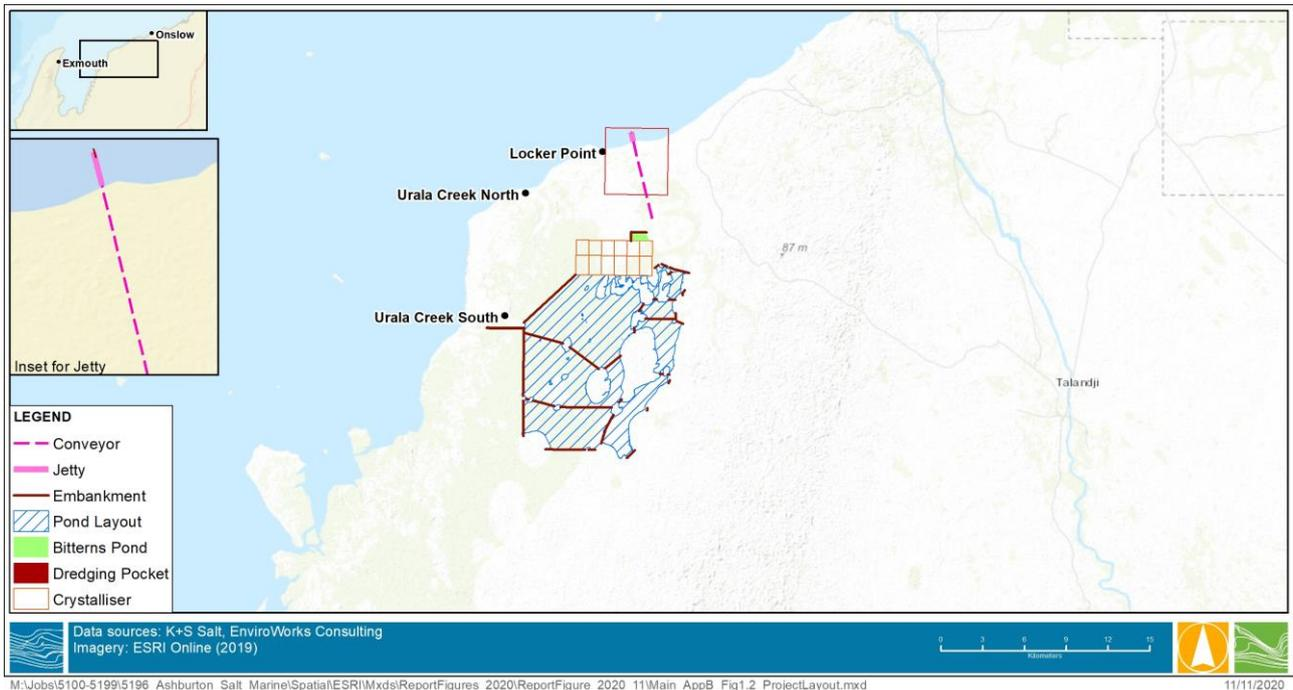 Onslow
Exmouth
Inset for Jetty
Locker Point
Urala Creek North
87 m
Urala Creek South
Talandji
LEGEND
Conveyor
Jetty
Embankment
Pond Layout
Bitterns Pond
Dredging Pocket
Crystalliser
Data sources: K+S Salt, EnviroWorks Consulting
Imagery: ESRI Online (2019)
0 3 6 9 12 15
Kilometers
M:\Jobs\5100-5199\5196_Ashburton_Salt_Marine\Spatial\ESRI\Mxds\ReportFigures_2020\ReportFigure_2020_11\Main_AppB_Fig1.2_ProjectLayout.mxd
11/11/2020